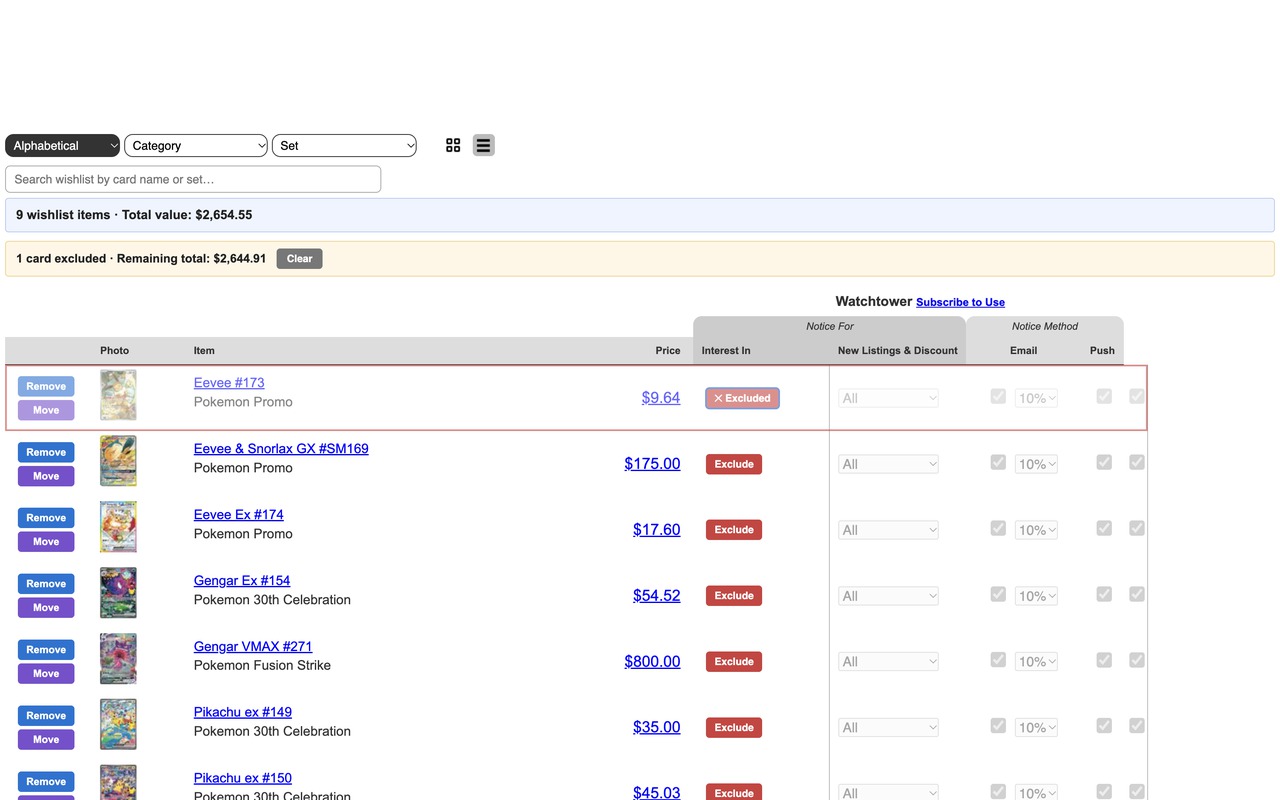 Alphabetical Category Set
Search wishlist by card name or set…
9 wishlist items · Total value: $2,654.55
1 card excluded · Remaining total: $2,644.91 Clear
Watchtower Subscribe to Use
Notice For Notice Method
Photo Item Price Interest In New Listings & Discount Email Push
Remove Eevee #173
Move Pokemon Promo $9.64 ✕ Excluded All 10%
Remove Eevee & Snorlax GX #SM169
Move Pokemon Promo $175.00 Exclude All 10%
Remove Eevee Ex #174
Move Pokemon Promo $17.60 Exclude All 10%
Remove Gengar Ex #154
Move Pokemon 30th Celebration $54.52 Exclude All 10%
Remove Gengar VMAX #271
Move Pokemon Fusion Strike $800.00 Exclude All 10%
Remove Pikachu ex #149
Move Pokemon 30th Celebration $35.00 Exclude All 10%
Remove Pikachu ex #150
Pokemon 30th Celebration $45.03 Exclude All 10%